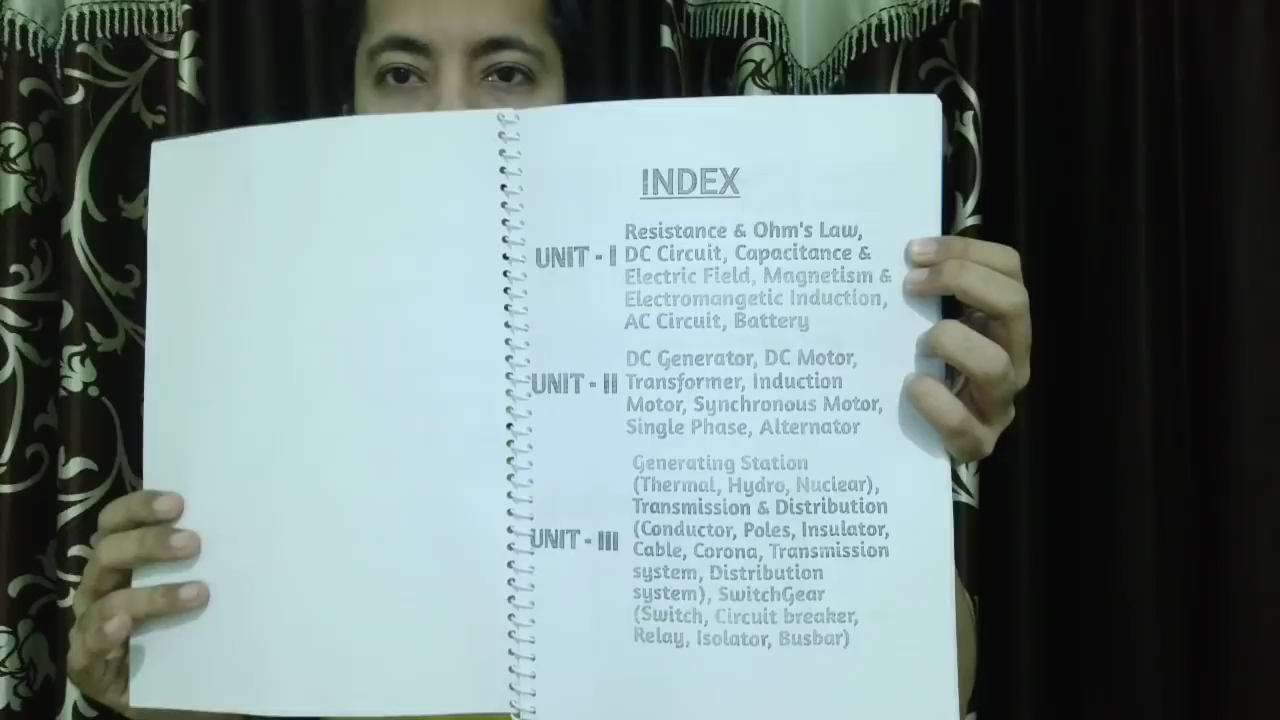 INDEX
UNIT - I
Resistance & Ohm's Law,
DC Circuit, Capacitance &
Electric Field, Magnetism &
Electromangetic Induction,
AC Circuit, Battery
UNIT - II
DC Generator, DC Motor,
Transformer, Induction
Motor, Synchronous Motor,
Single Phase, Alternator
UNIT - III
Generating Station
(Thermal, Hydro, Nuclear),
Transmission & Distribution
(Conductor, Poles, Insulator,
Cable, Corona, Transmission
system, Distribution
system), SwitchGear
(Switch, Circuit breaker,
Relay, Isolator, Busbar)